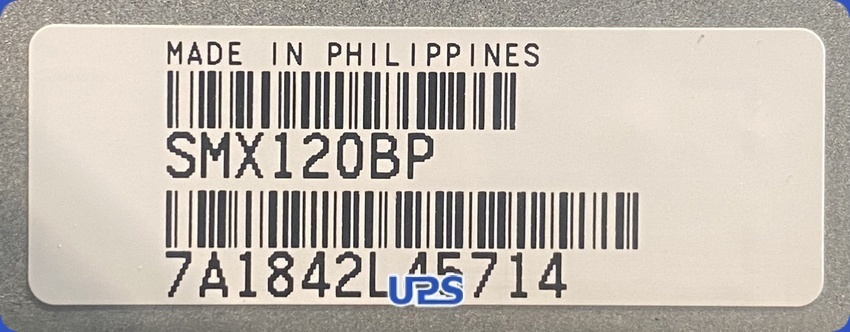 MADE IN PHILIPPINES
SMX120BP
7A1842L45714
UPS